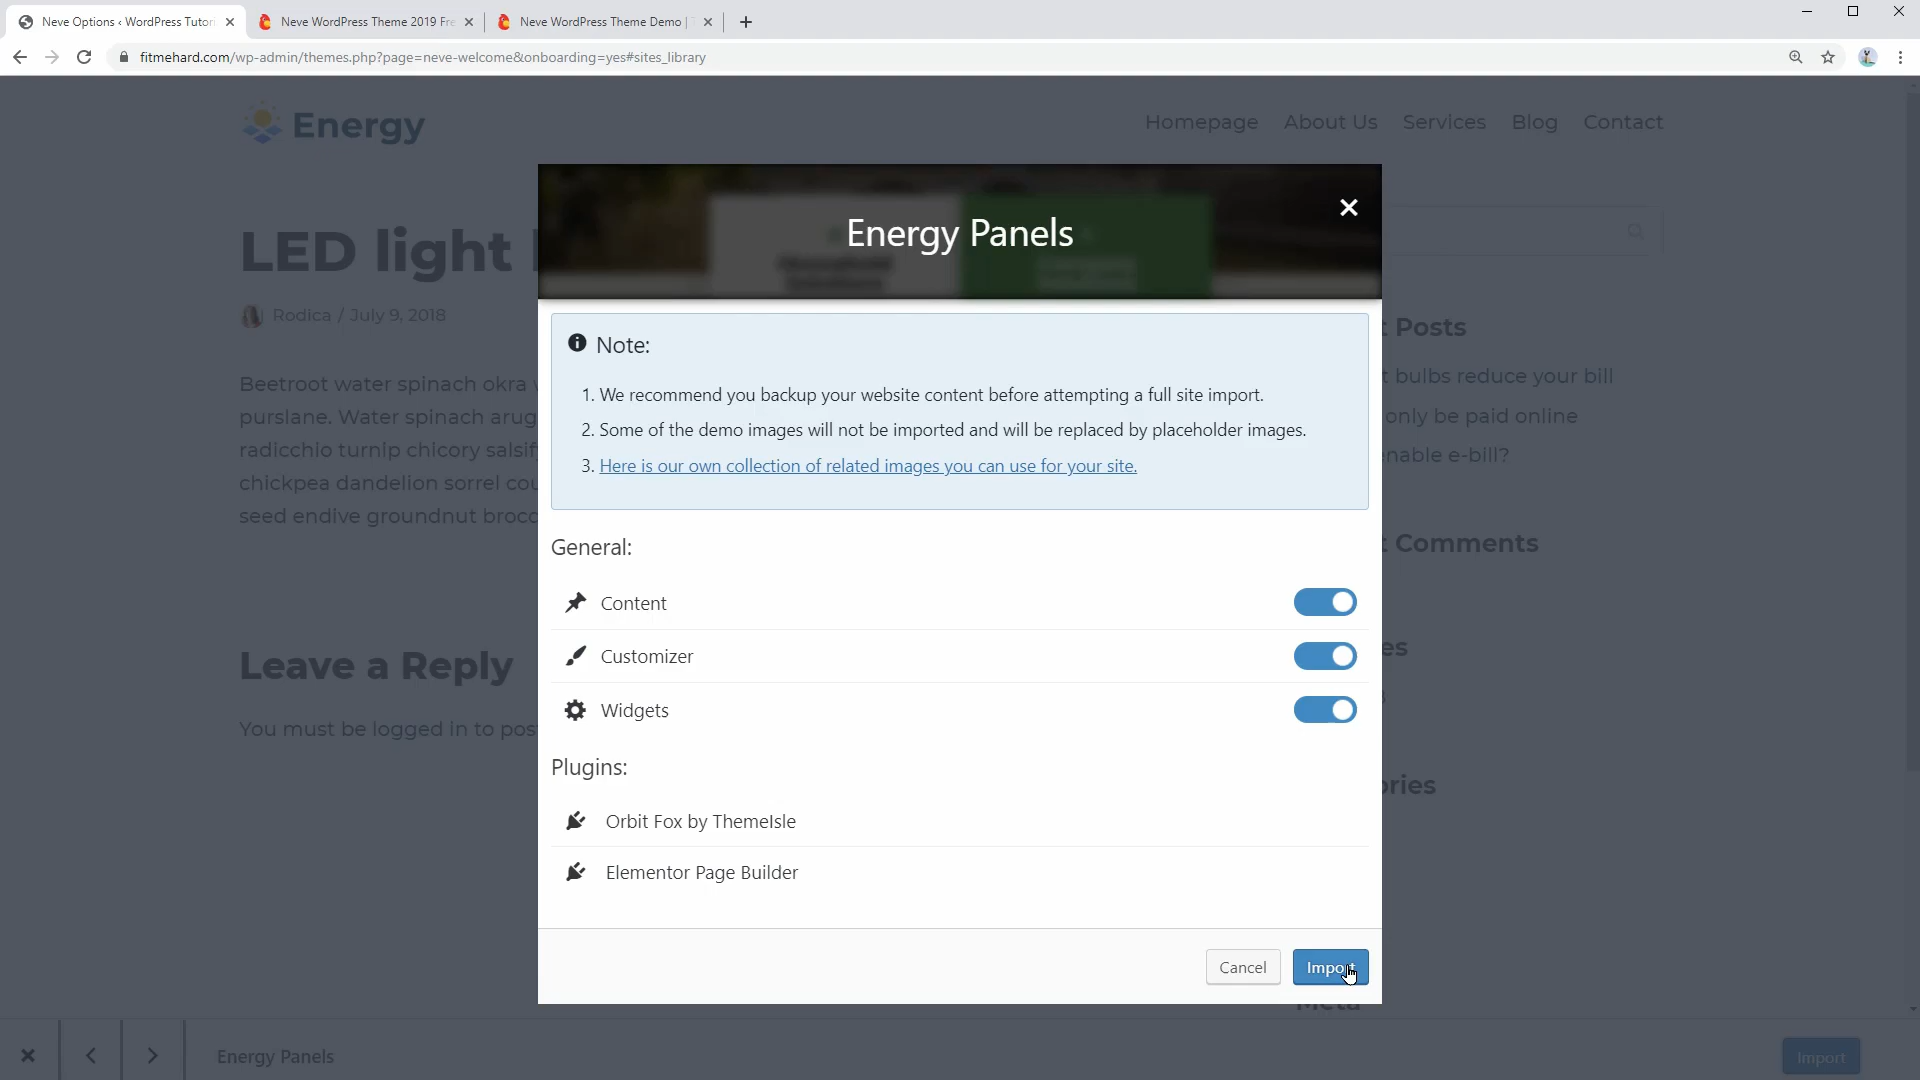 Neve Options ‹ WordPress Tutori
Neve WordPress Theme 2019 Fre
Neve WordPress Theme Demo |
fitmehard.com/wp-admin/themes.php?page=neve-welcome&onboarding=yes#sites_library
Energy
Homepage About Us Services Blog Contact
Energy Panels
Household
Solutions
LED light
Rodica / July 9, 2018
Note:
1. We recommend you backup your website content before attempting a full site import.
2. Some of the demo images will not be imported and will be replaced by placeholder images.
3. Here is our own collection of related images you can use for your site.
Posts
Beetroot water spinach okra
bulbs reduce your bill
purslane. Water spinach arug
only be paid online
radicchio turnip chicory salsif
enable e-bill?
chickpea dandelion sorrel cou
seed endive groundnut brocc
General:
Comments
Content
Customizer
es
Widgets
Leave a Reply
You must be logged in to pos
Plugins:
ories
Orbit Fox by ThemeIsle
Elementor Page Builder
Cancel Import
Meta
Energy Panels
Import